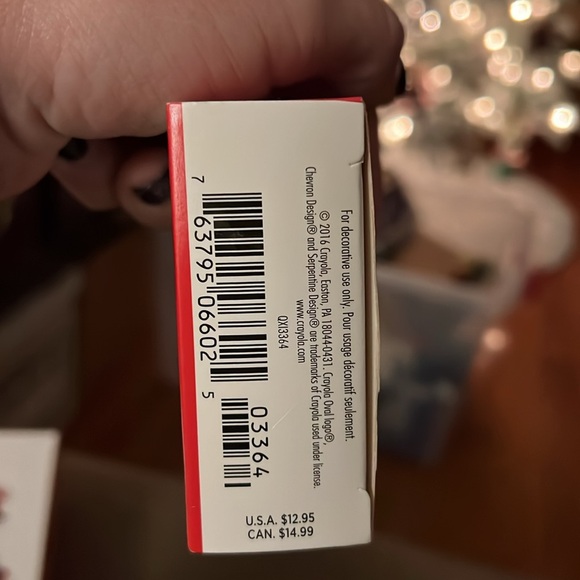 For decorative use only. Pour usage décoratif seulement.
© 2016 Crayola, Easton, PA 18044-0431. Crayola Oval logo®,
Chevron Design® and Serpentine Design® are trademarks of Crayola used under license.
www.crayola.com
QXI3364
7 63795 06602 5
03364
U.S.A. $12.95
CAN. $14.99